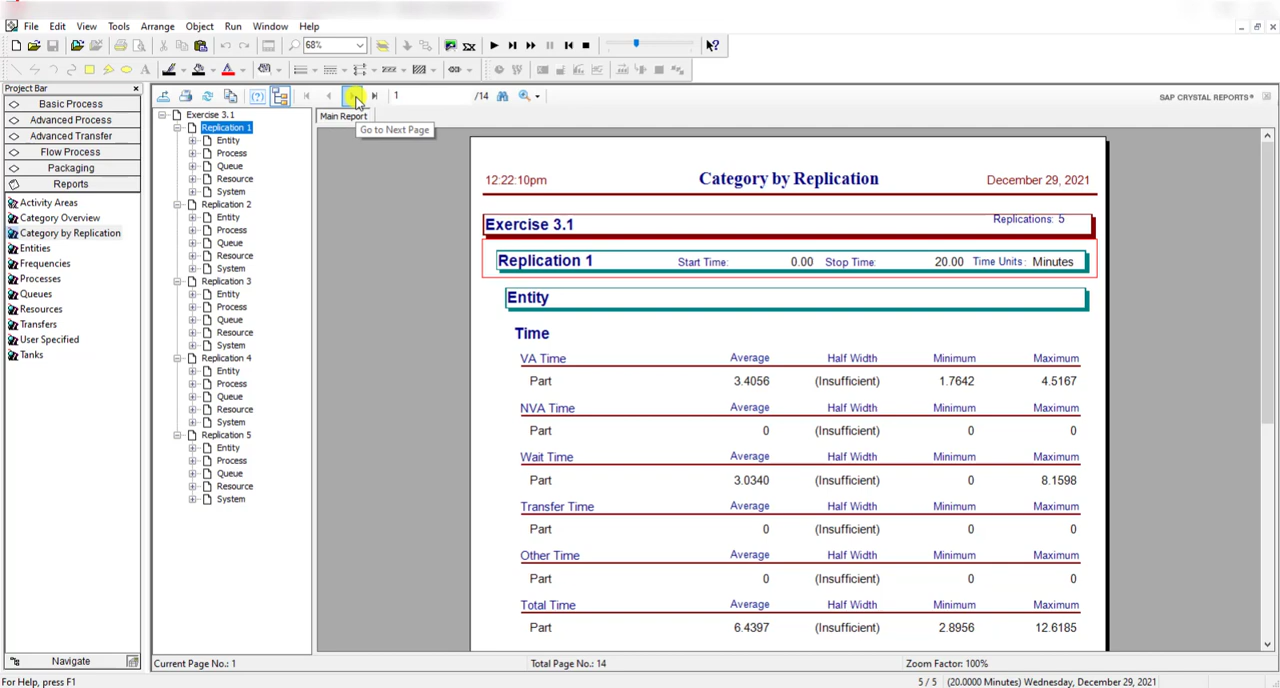 File Edit View Tools Arrange Object Run Window Help
68%
Project Bar
Basic Process
Advanced Process
Advanced Transfer
Flow Process
Packaging
Reports
Activity Areas
Category Overview
Category by Replication
Entities
Frequencies
Processes
Queues
Resources
Transfers
User Specified
Tanks
Navigate
1 /14
SAP CRYSTAL REPORTS®
Exercise 3.1
Replication 1
Entity
Process
Queue
Resource
System
Replication 2
Entity
Process
Queue
Resource
System
Replication 3
Entity
Process
Queue
Resource
System
Replication 4
Entity
Process
Queue
Resource
System
Replication 5
Entity
Process
Queue
Resource
System
Main Report
Go to Next Page
12:22:10pm Category by Replication December 29, 2021
Exercise 3.1 Replications: 5
Replication 1 Start Time: 0.00 Stop Time: 20.00 Time Units: Minutes
Entity
Time
VA Time Average Half Width Minimum Maximum
Part 3.4056 (Insufficient) 1.7642 4.5167
NVA Time Average Half Width Minimum Maximum
Part 0 (Insufficient) 0 0
Wait Time Average Half Width Minimum Maximum
Part 3.0340 (Insufficient) 0 8.1598
Transfer Time Average Half Width Minimum Maximum
Part 0 (Insufficient) 0 0
Other Time Average Half Width Minimum Maximum
Part 0 (Insufficient) 0 0
Total Time Average Half Width Minimum Maximum
Part 6.4397 (Insufficient) 2.8956 12.6185
Current Page No.: 1 Total Page No.: 14 Zoom Factor: 100%
For Help, press F1 5 / 5 (20.0000 Minutes) Wednesday, December 29, 2021